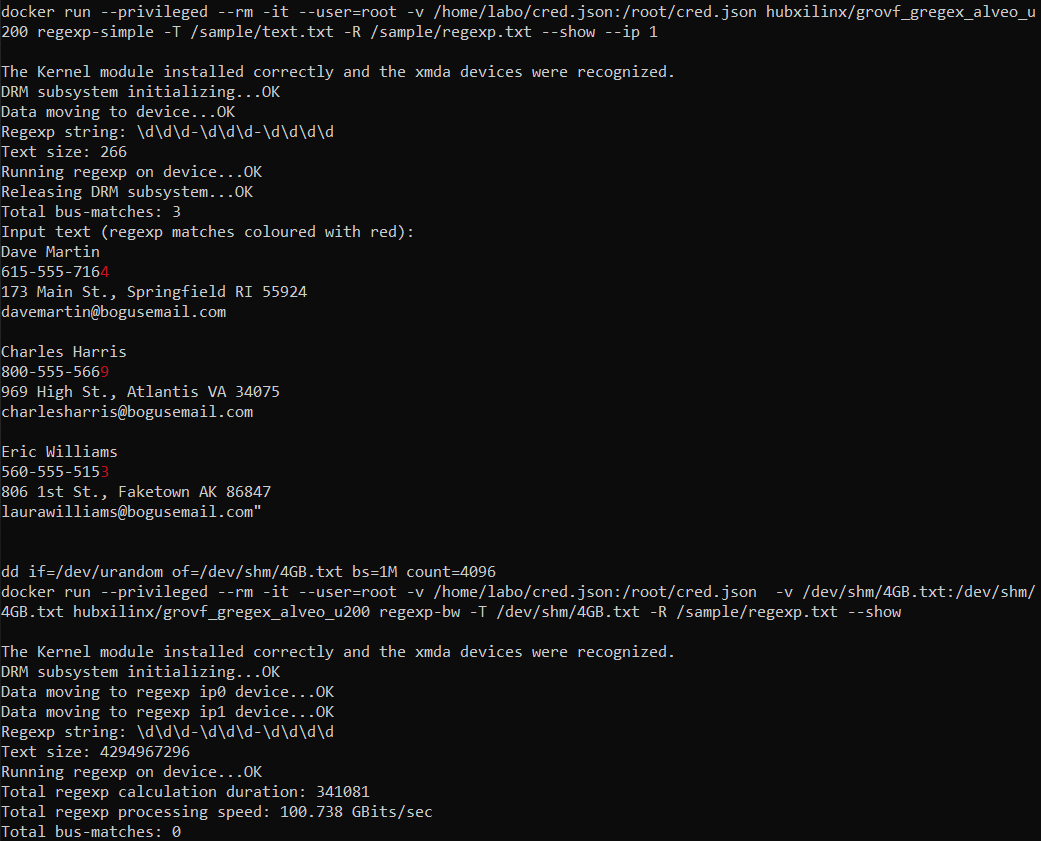 docker run --privileged --rm -it --user=root -v /home/labo/cred.json:/root/cred.json hubxilinx/grovf_gregex_alveo_u
200 regexp-simple -T /sample/text.txt -R /sample/regexp.txt --show --ip 1
The Kernel module installed correctly and the xmda devices were recognized.
DRM subsystem initializing...OK
Data moving to device...OK
Regexp string: \d\d\d-\d\d\d-\d\d\d\d
Text size: 266
Running regexp on device...OK
Releasing DRM subsystem...OK
Total bus-matches: 3
Input text (regexp matches coloured with red):
Dave Martin
615-555-7164
173 Main St., Springfield RI 55924
davemartin@bogusemail.com
Charles Harris
800-555-5669
969 High St., Atlantis VA 34075
charlesharris@bogusemail.com
Eric Williams
560-555-5153
806 1st St., Faketown AK 86847
laurawilliams@bogusemail.com"
dd if=/dev/urandom of=/dev/shm/4GB.txt bs=1M count=4096
docker run --privileged --rm -it --user=root -v /home/labo/cred.json:/root/cred.json  -v /dev/shm/4GB.txt:/dev/shm/
4GB.txt hubxilinx/grovf_gregex_alveo_u200 regexp-bw -T /dev/shm/4GB.txt -R /sample/regexp.txt --show
The Kernel module installed correctly and the xmda devices were recognized.
DRM subsystem initializing...OK
Data moving to regexp ip0 device...OK
Data moving to regexp ip1 device...OK
Regexp string: \d\d\d-\d\d\d-\d\d\d\d
Text size: 4294967296
Running regexp on device...OK
Total regexp calculation duration: 341081
Total regexp processing speed: 100.738 GBits/sec
Total bus-matches: 0